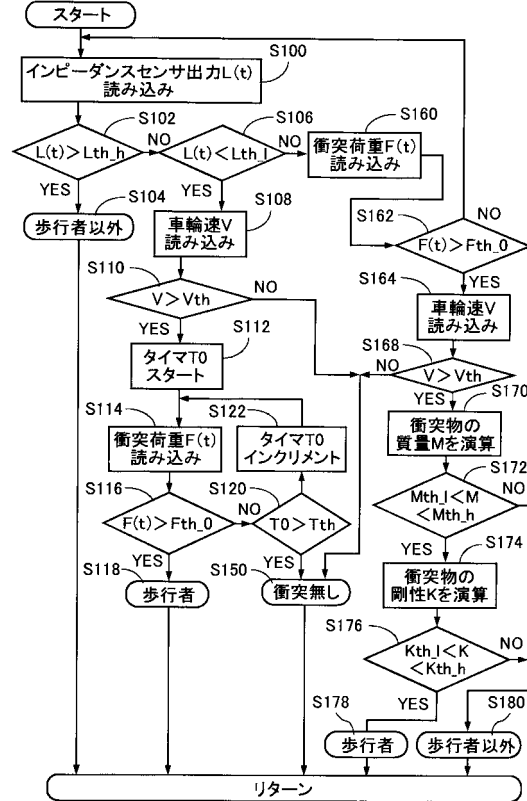 スタート
S100
インピーダンスセンサ出力L(t)
読み込み
S102
L(t)>Lth_h
NO
YES
S106
L(t)<Lth_l
NO
YES
S160
衝突荷重F(t)
読み込み
S104
歩行者以外
S108
車輪速V
読み込み
S162
F(t)>Fth_0
NO
YES
S110
V>Vth
NO
YES
S164
車輪速V
読み込み
S112
タイマT0
スタート
S168
V>Vth
NO
YES
S114
衝突荷重F(t)
読み込み
S122
タイマT0
インクリメント
S170
衝突物の
質量Mを演算
S116
F(t)>Fth_0
NO
YES
S120
T0>Tth
YES
S172
Mth_l<M
<Mth_h
NO
YES
S118
歩行者
S150
衝突無し
S174
衝突物の
剛性Kを演算
S176
Kth_l<K
<Kth_h
NO
YES
S178
歩行者
S180
歩行者以外
リターン